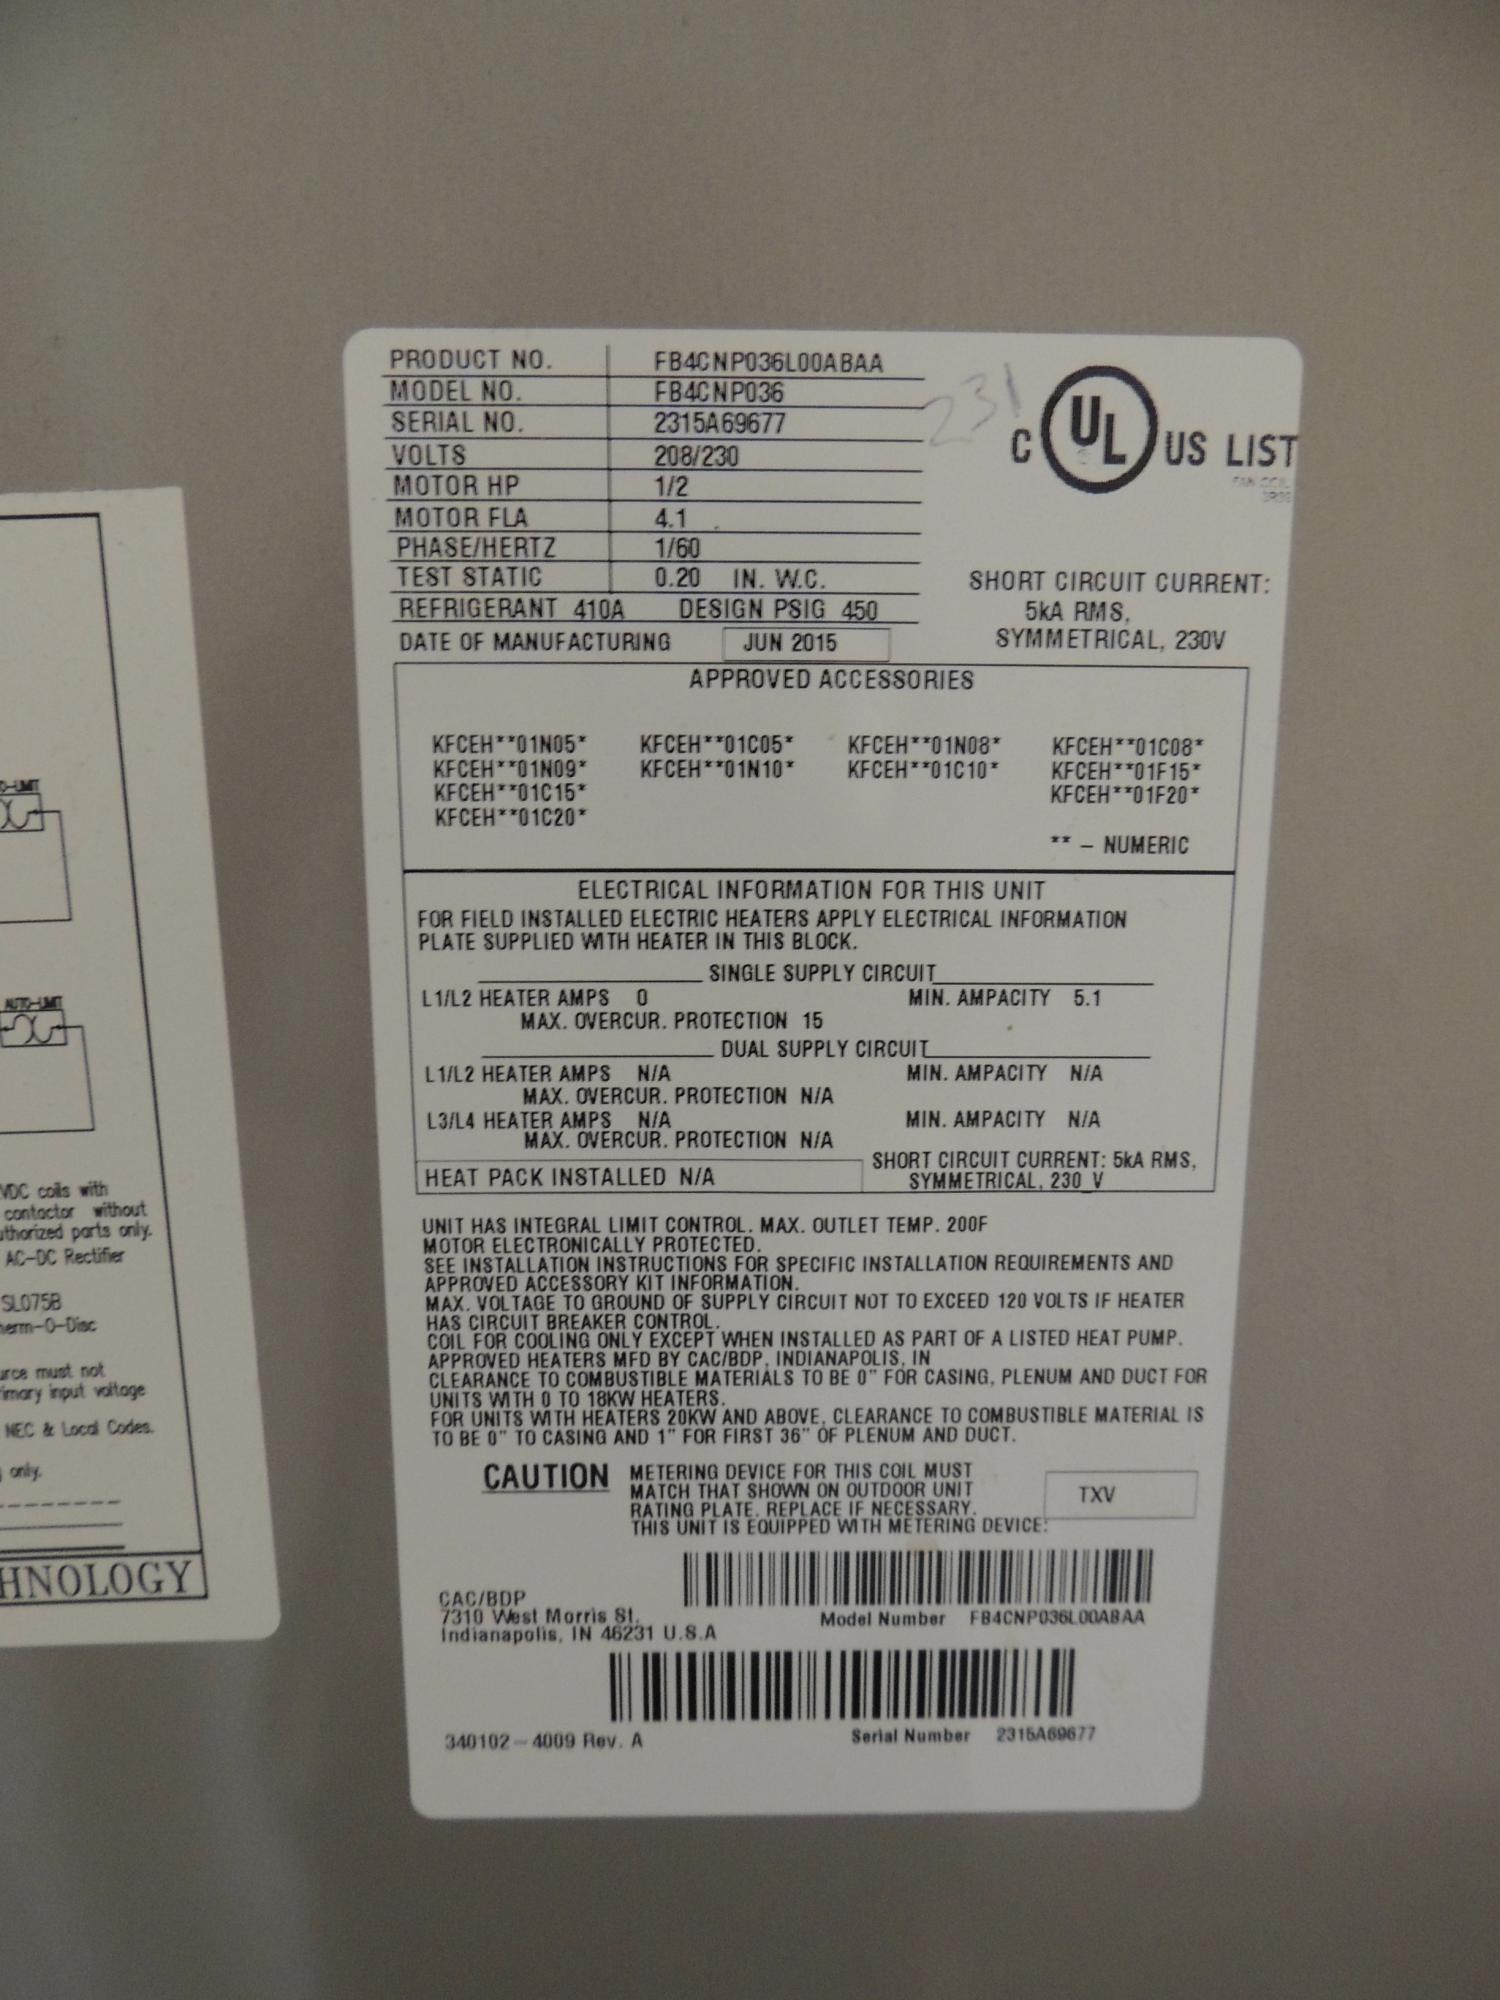 PRODUCT NO. FB4CNP036L00ABAA
MODEL NO. FB4CNP036
SERIAL NO. 2315A69677
VOLTS 208/230
MOTOR HP 1/2
MOTOR FLA 4.1
PHASE/HERTZ 1/60
TEST STATIC 0.20 IN. W.C.
REFRIGERANT 410A DESIGN PSIG 450
DATE OF MANUFACTURING JUN 2015
231
C UL US LIST
FAN COIL
SHORT CIRCUIT CURRENT:
5kA RMS,
SYMMETRICAL, 230V
APPROVED ACCESSORIES
KFCEH**01N05* KFCEH**01C05* KFCEH**01N08* KFCEH**01C08*
KFCEH**01N09* KFCEH**01N10* KFCEH**01C10* KFCEH**01F15*
KFCEH**01C15* KFCEH**01F20*
KFCEH**01C20*
** – NUMERIC
ELECTRICAL INFORMATION FOR THIS UNIT
FOR FIELD INSTALLED ELECTRIC HEATERS APPLY ELECTRICAL INFORMATION
PLATE SUPPLIED WITH HEATER IN THIS BLOCK.
SINGLE SUPPLY CIRCUIT
L1/L2 HEATER AMPS 0 MIN. AMPACITY 5.1
MAX. OVERCUR. PROTECTION 15
DUAL SUPPLY CIRCUIT
L1/L2 HEATER AMPS N/A MIN. AMPACITY N/A
MAX. OVERCUR. PROTECTION N/A
L3/L4 HEATER AMPS N/A MIN. AMPACITY N/A
MAX. OVERCUR. PROTECTION N/A
HEAT PACK INSTALLED N/A
SHORT CIRCUIT CURRENT: 5kA RMS,
SYMMETRICAL, 230 V
UNIT HAS INTEGRAL LIMIT CONTROL. MAX. OUTLET TEMP. 200F
MOTOR ELECTRONICALLY PROTECTED.
SEE INSTALLATION INSTRUCTIONS FOR SPECIFIC INSTALLATION REQUIREMENTS AND
APPROVED ACCESSORY KIT INFORMATION.
MAX. VOLTAGE TO GROUND OF SUPPLY CIRCUIT NOT TO EXCEED 120 VOLTS IF HEATER
HAS CIRCUIT BREAKER CONTROL.
COIL FOR COOLING ONLY EXCEPT WHEN INSTALLED AS PART OF A LISTED HEAT PUMP.
APPROVED HEATERS MFD BY CAC/BDP, INDIANAPOLIS, IN
CLEARANCE TO COMBUSTIBLE MATERIALS TO BE 0" FOR CASING, PLENUM AND DUCT FOR
UNITS WITH 0 TO 18KW HEATERS.
FOR UNITS WITH HEATERS 20KW AND ABOVE, CLEARANCE TO COMBUSTIBLE MATERIAL IS
TO BE 0" TO CASING AND 1" FOR FIRST 36" OF PLENUM AND DUCT.
CAUTION METERING DEVICE FOR THIS COIL MUST
MATCH THAT SHOWN ON OUTDOOR UNIT
RATING PLATE. REPLACE IF NECESSARY.
THIS UNIT IS EQUIPPED WITH METERING DEVICE:
TXV
CAC/BDP
7310 West Morris St.
Indianapolis, IN 46231 U.S.A
Model Number FB4CNP036L00ABAA
340102-4009 Rev. A
Serial Number 2315A69677
O-LIMIT
AUTO-LIMIT
VDC coils with
contactor without
uthorized parts only.
AC-DC Rectifier
SL075B
herm-O-Disc
urce must not
imary input voltage
NEC & Local Codes.
only.
HNOLOGY